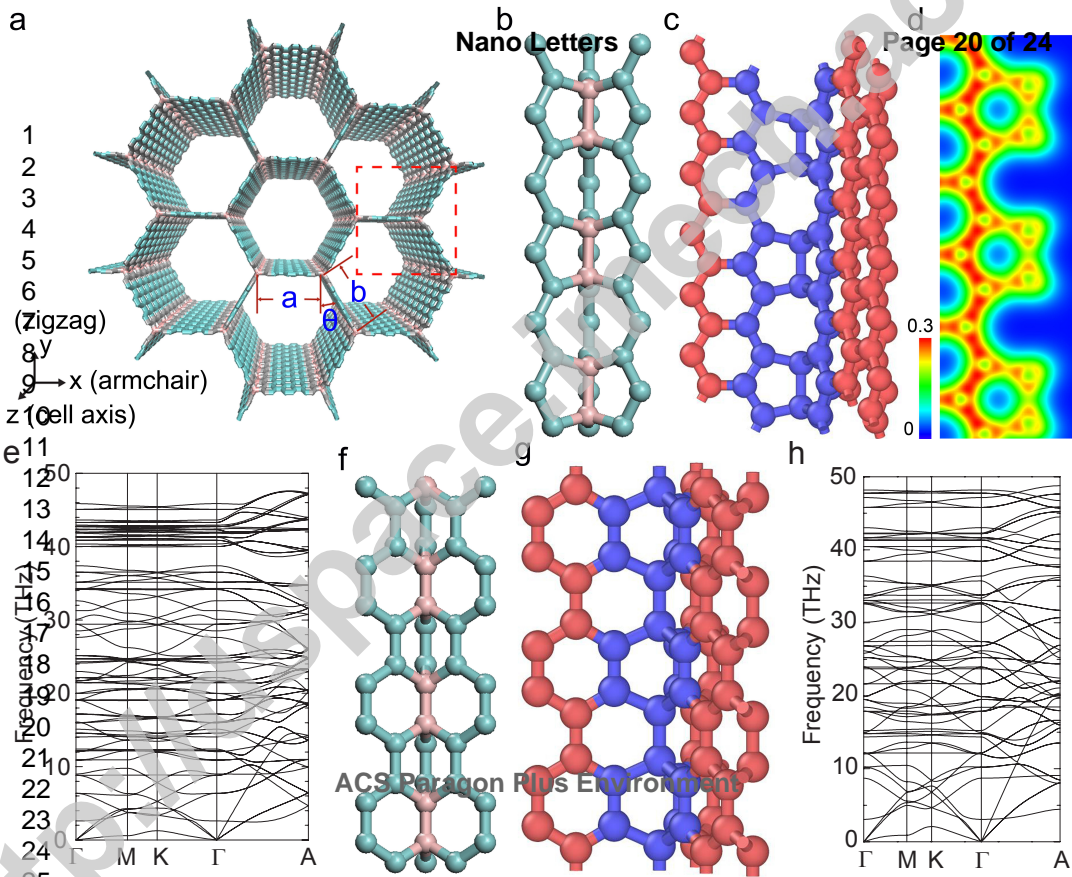 a
b
c
d
Nano Letters
Page 20 of 24
1
2
3
4
5
6
7
8
9
10
11
12
13
14
15
16
17
18
19
20
21
22
23
24
a
b
θ
(zigzag)
y
x (armchair)
z (cell axis)
0.3
0
e
f
g
h
50
40
30
20
10
0
Frequency (THz)
Γ M K Γ A
50
40
30
20
10
0
Frequency (THz)
Γ M K Γ A
ACS Paragon Plus Environment